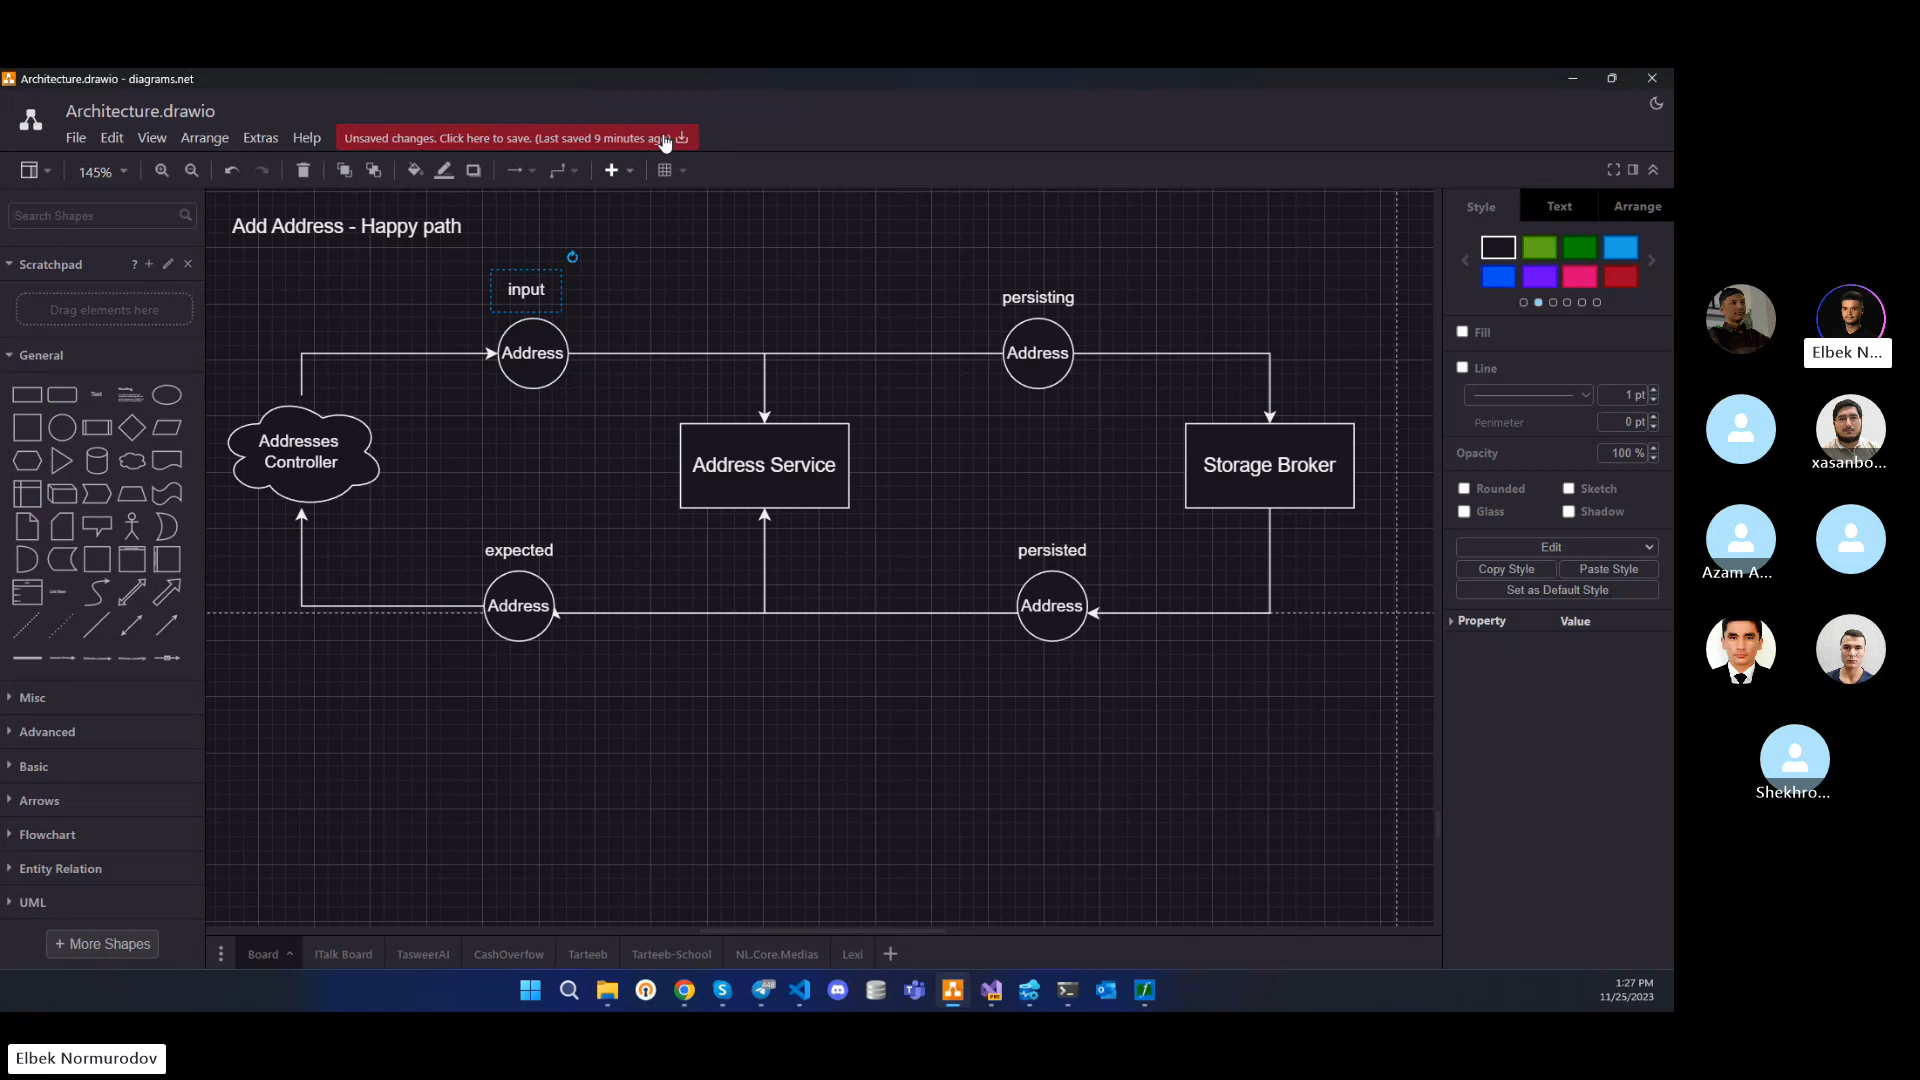 Architecture.drawio - diagrams.net
Architecture.drawio
File Edit View Arrange Extras Help
Unsaved changes. Click here to save. (Last saved 9 minutes ago)
145%
Search Shapes
Scratchpad
?
Drag elements here
General
Text
Misc
Advanced
Basic
Arrows
Flowchart
Entity Relation
UML
+ More Shapes
Add Address - Happy path
input
persisting
Address
Address
Addresses
Controller
Address Service
Storage Broker
expected
persisted
Address
Address
Style Text Arrange
Fill
Line
1 pt
Perimeter
0 pt
Opacity
100 %
Rounded Sketch
Glass Shadow
Edit
Copy Style Paste Style
Set as Default Style
Property Value
Board ITalk Board TasweerAI CashOverfow Tarteeb Tarteeb-School NL.Core.Medias Lexi
1:27 PM
11/25/2023
Elbek N...
xasanbo...
Azam A...
Shekhro...
Elbek Normurodov